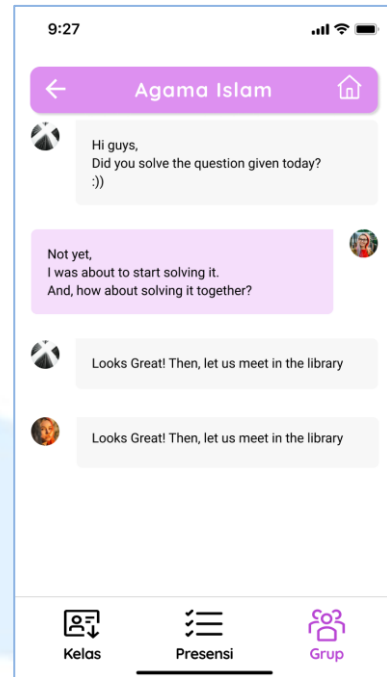 9:27
Agama Islam
Hi guys,
Did you solve the question given today?
:))
Not yet,
I was about to start solving it.
And, how about solving it together?
Looks Great! Then, let us meet in the library
Looks Great! Then, let us meet in the library
Kelas
Presensi
Grup